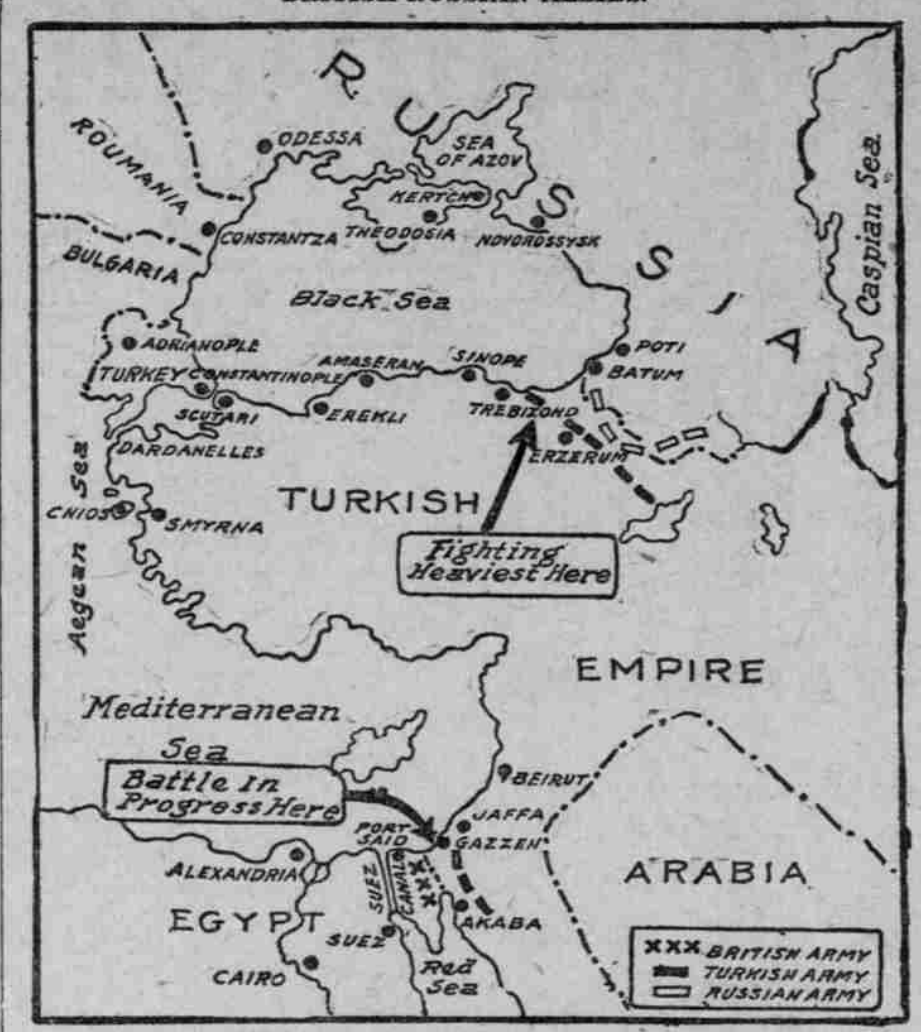 RUSSIA
ROUMANIA
ODESSA
SEA
OF AZOV
KERTCH
THEODOSIA
NOVOROSSYSK
CONSTANTZA
BULGARIA
Caspian Sea
Black Sea
ADRIANOPLE
AMASERAN
SINOPE
POTI
BATUM
TURKEY
CONSTANTINOPLE
SCUTARI
EREKLI
TREBIZOND
ERZERUM
DARDANELLES
Aegean Sea
CHIOS
SMYRNA
TURKISH
Fighting
Heaviest Here
EMPIRE
Mediterranean
Sea
Battle In
Progress Here
BEIRUT
JAFFA
PORT
SAID
GAZZEN
ALEXANDRIA
SUEZ
CANAL
ARABIA
EGYPT
AKABA
SUEZ
CAIRO
Red
Sea
XXX BRITISH ARMY
TURKISH ARMY
RUSSIAN ARMY